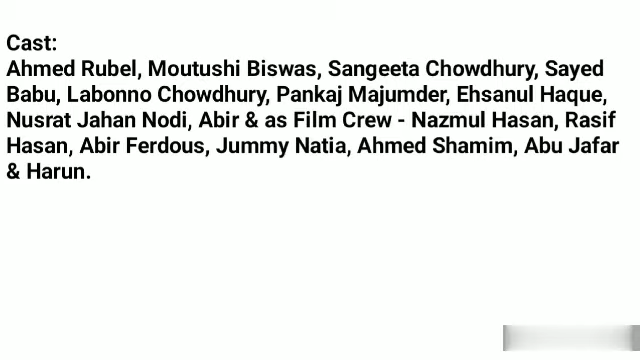 Cast:
Ahmed Rubel, Moutushi Biswas, Sangeeta Chowdhury, Sayed
Babu, Labonno Chowdhury, Pankaj Majumder, Ehsanul Haque,
Nusrat Jahan Nodi, Abir & as Film Crew - Nazmul Hasan, Rasif
Hasan, Abir Ferdous, Jummy Natia, Ahmed Shamim, Abu Jafar
& Harun.